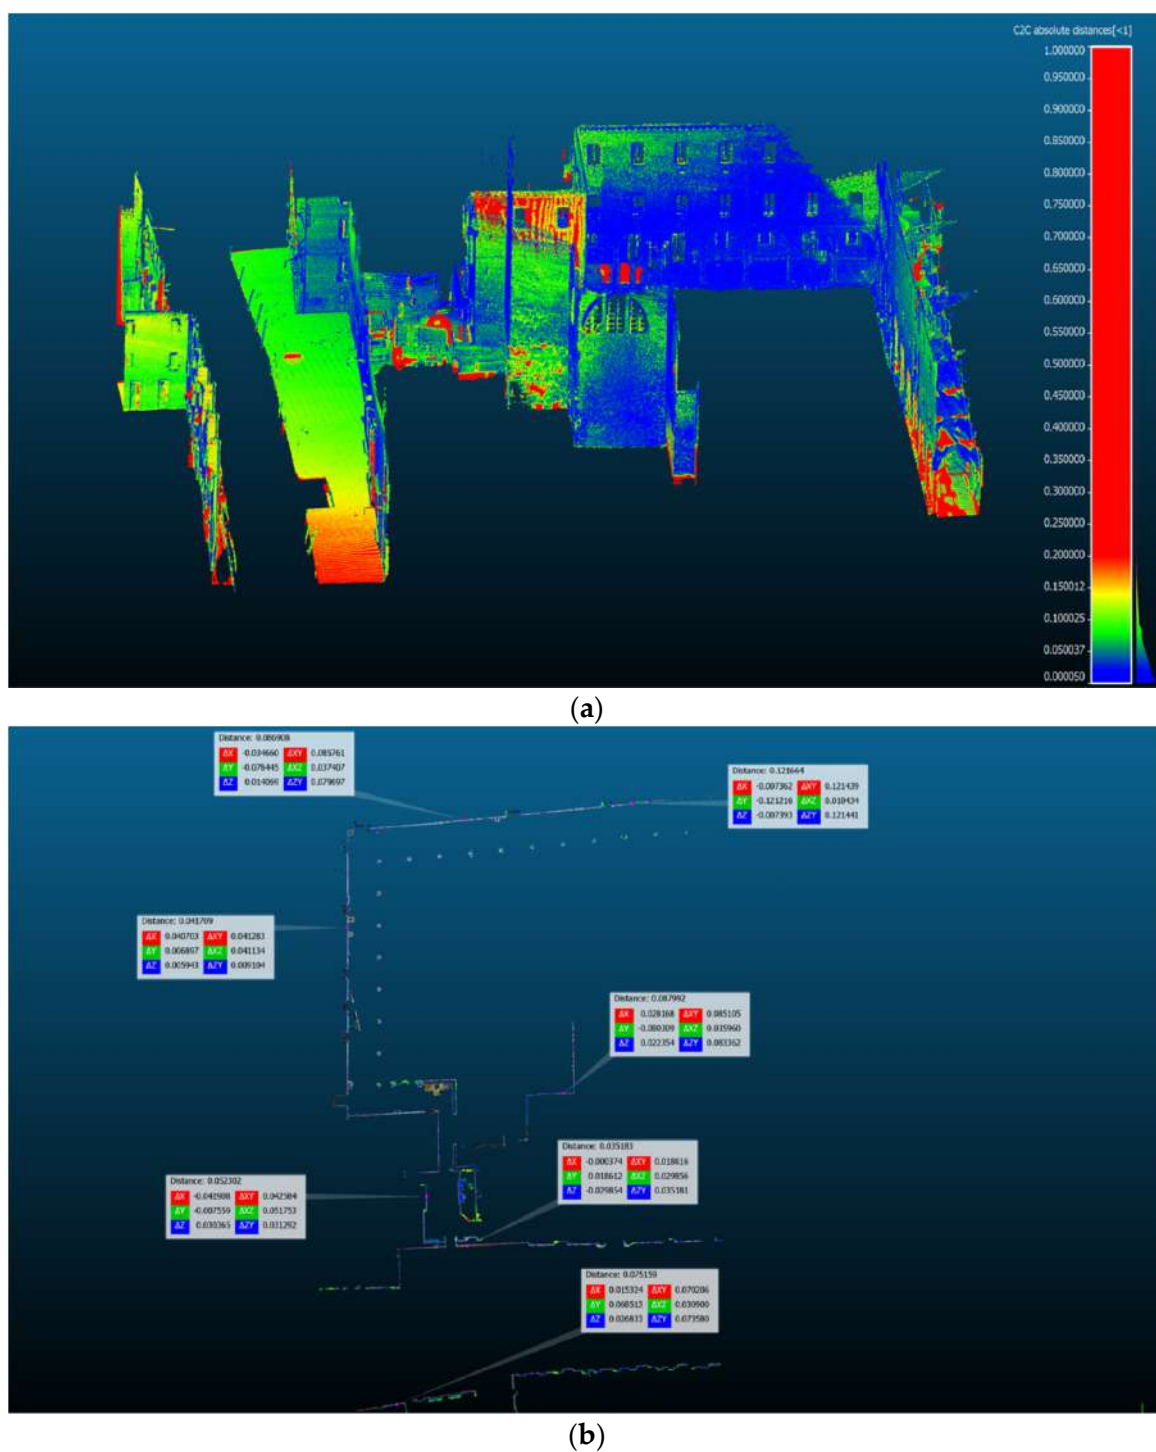 C2C absolute distances[<1]
1.000000
0.950000
0.900000
0.850000
0.800000
0.750000
0.700000
0.650000
0.600000
0.550000
0.500000
0.450000
0.400000
0.350000
0.300000
0.250000
0.200000
0.150012
0.100025
0.050037
0.000050
(a)
Distance: 0.086908
ΔX -0.034660 ΔXY 0.085761
ΔY -0.078445 ΔXZ 0.037407
ΔZ 0.014069 ΔZY 0.079697
Distance: 0.121664
ΔX -0.007362 ΔXY 0.121439
ΔY -0.121216 ΔXZ 0.010434
ΔZ -0.007393 ΔZY 0.121441
Distance: 0.041709
ΔX 0.040703 ΔXY 0.041283
ΔY 0.006897 ΔXZ 0.041134
ΔZ 0.005943 ΔZY 0.009104
Distance: 0.087992
ΔX 0.028168 ΔXY 0.085105
ΔY -0.080309 ΔXZ 0.035960
ΔZ 0.022354 ΔZY 0.083362
Distance: 0.035183
ΔX -0.000374 ΔXY 0.018616
ΔY 0.018612 ΔXZ 0.029856
ΔZ -0.029854 ΔZY 0.035181
Distance: 0.052302
ΔX -0.041908 ΔXY 0.042584
ΔY -0.007559 ΔXZ 0.051753
ΔZ 0.030365 ΔZY 0.031292
Distance: 0.075159
ΔX 0.015324 ΔXY 0.070206
ΔY 0.068513 ΔXZ 0.030900
ΔZ 0.026833 ΔZY 0.073580
(b)